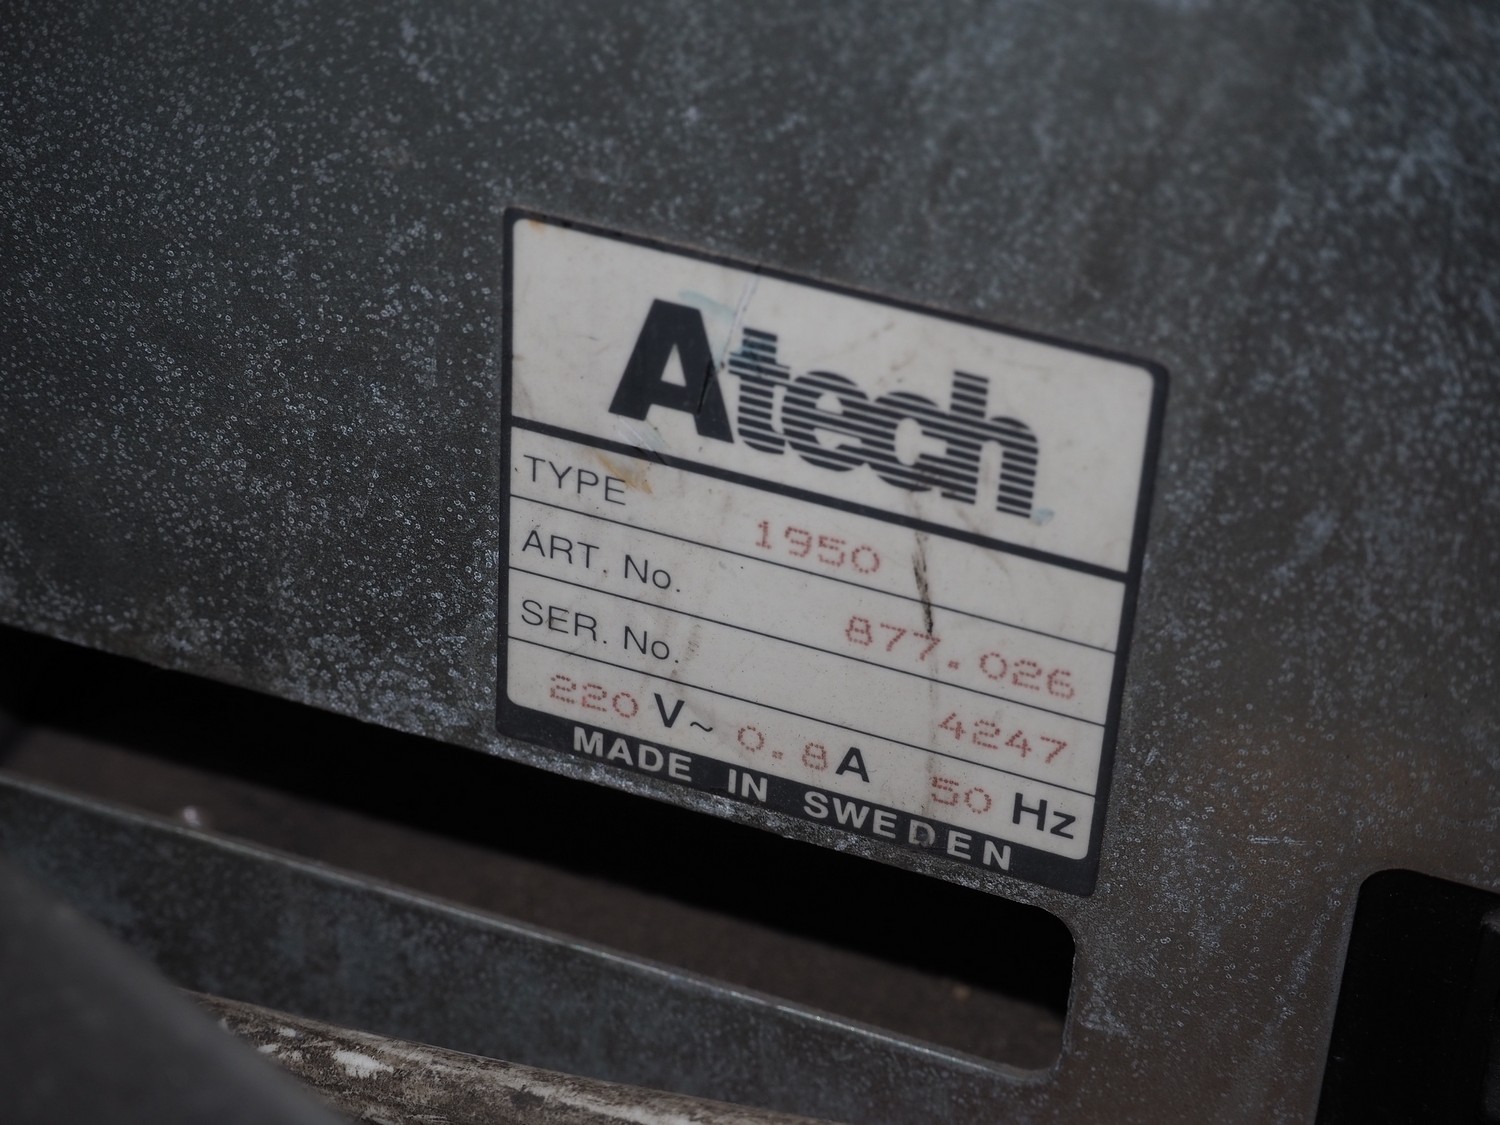 Atech
TYPE 1950
ART. No. 877.026
SER. No. 4247
220 V~ 0.8A 50 Hz
MADE IN SWEDEN